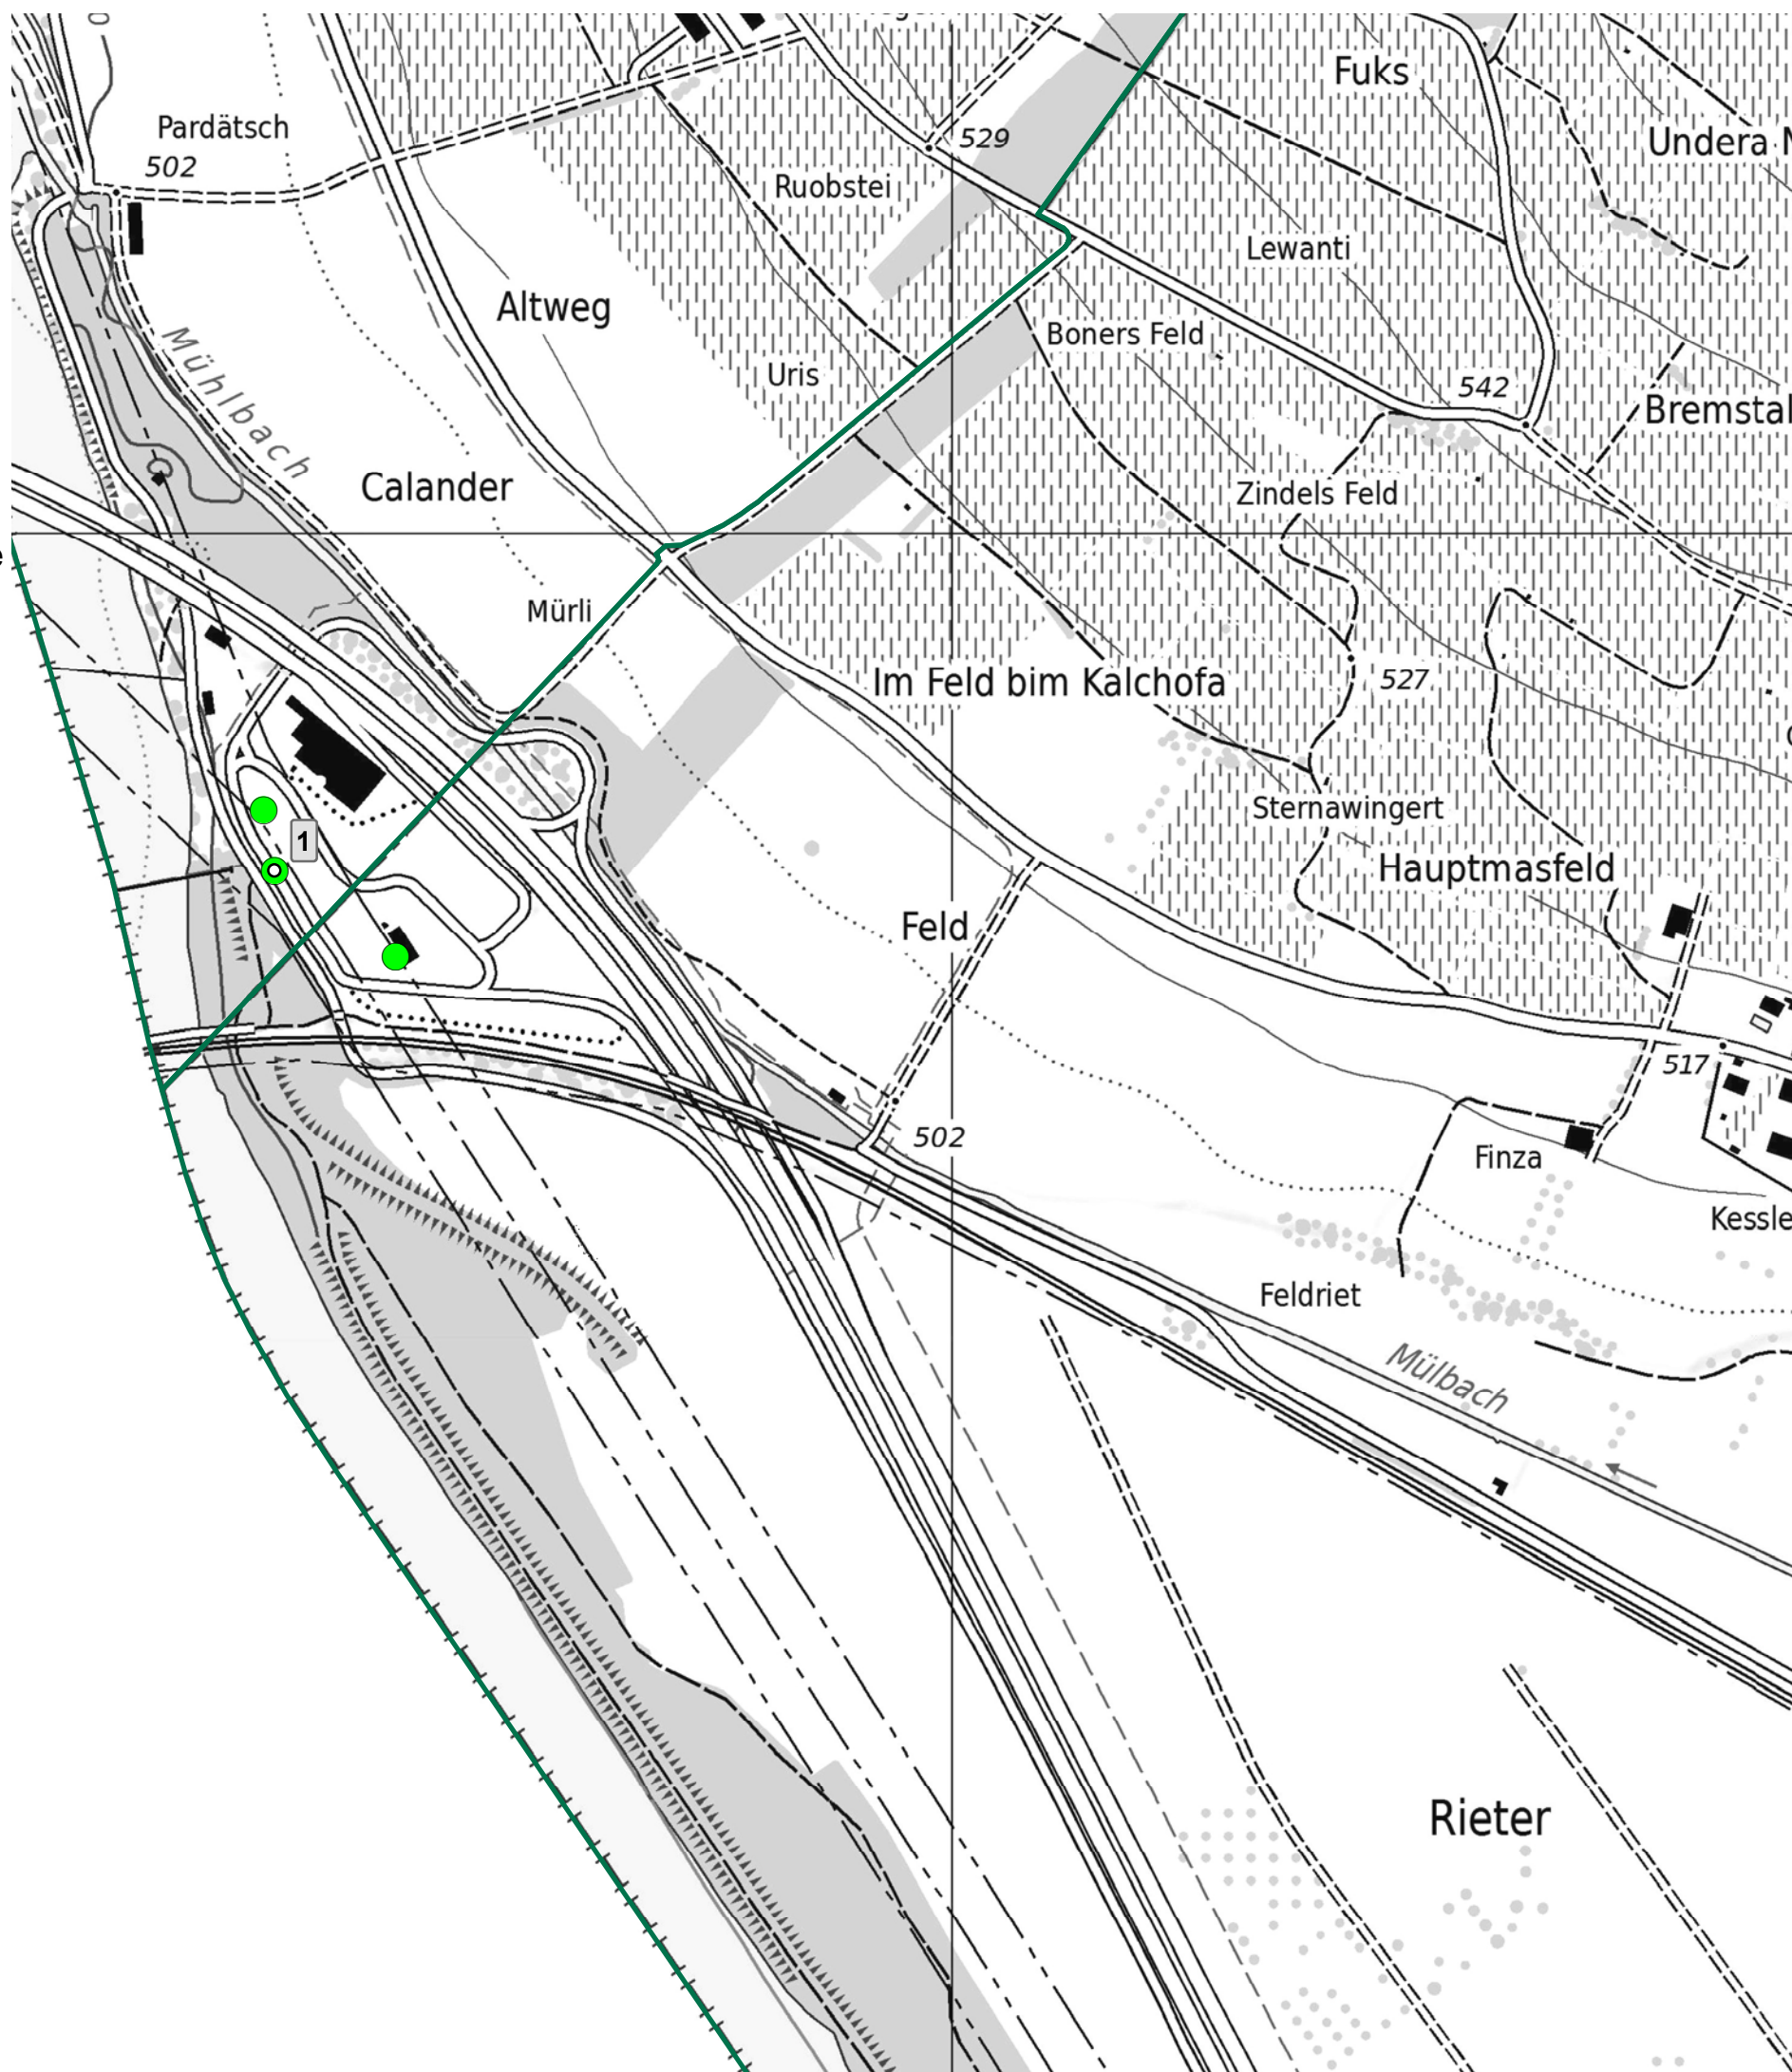 Fuks
Pardätsch
502
529
Undera
Ruobstei
Lewanti
Altweg
Boners Feld
Mühlbach
Uris
542
Bremstal
Calander
Zindels Feld
Mürli
Im Feld bim Kalchofa
527
Sternawingert
1
Hauptmasfeld
Feld
517
502
Finza
Kessle
Feldriet
Mülbach
Rieter